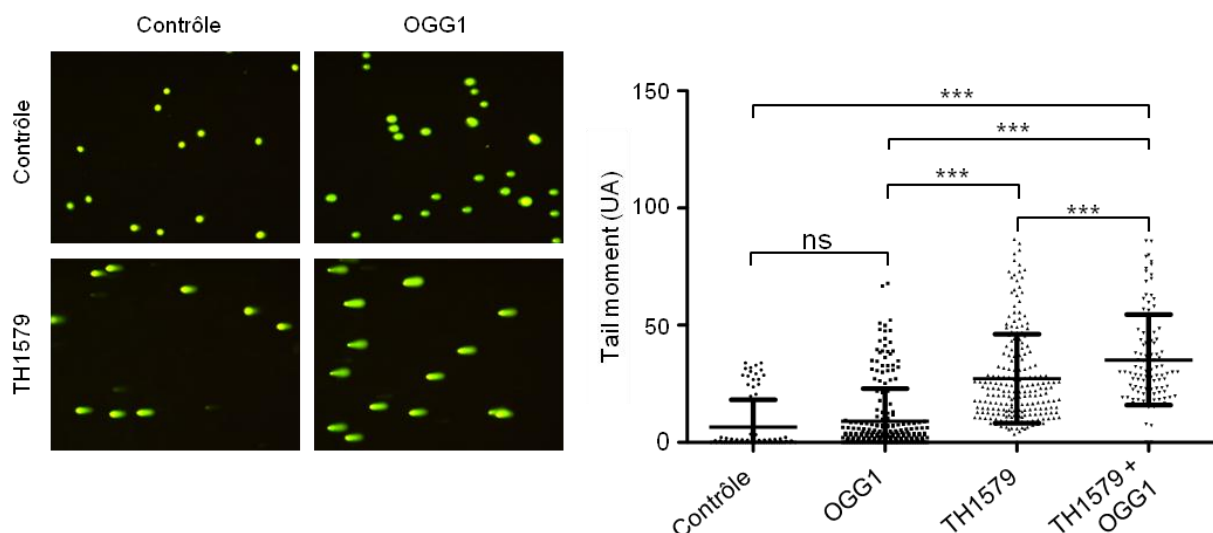 Contrôle
OGG1
Contrôle
TH1579
Tail moment (UA)
150
100
50
0
***
***
***
***
ns
Contrôle
OGG1
TH1579
TH1579 +
OGG1